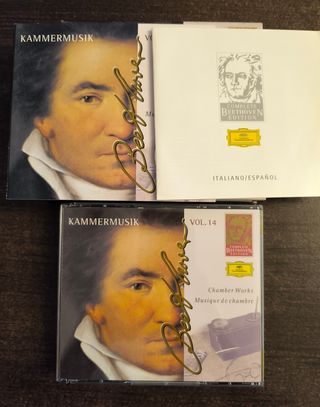 KAMMERMUSIK
V
M
Beethoven
COMPLETE
BEETHOVEN
EDITION
ITALIANO/ESPAÑOL
KAMMERMUSIK
VOL. 14
COMPLETE
BEETHOVEN
EDITION
Chamber Works
Musique de chambre
Beethoven